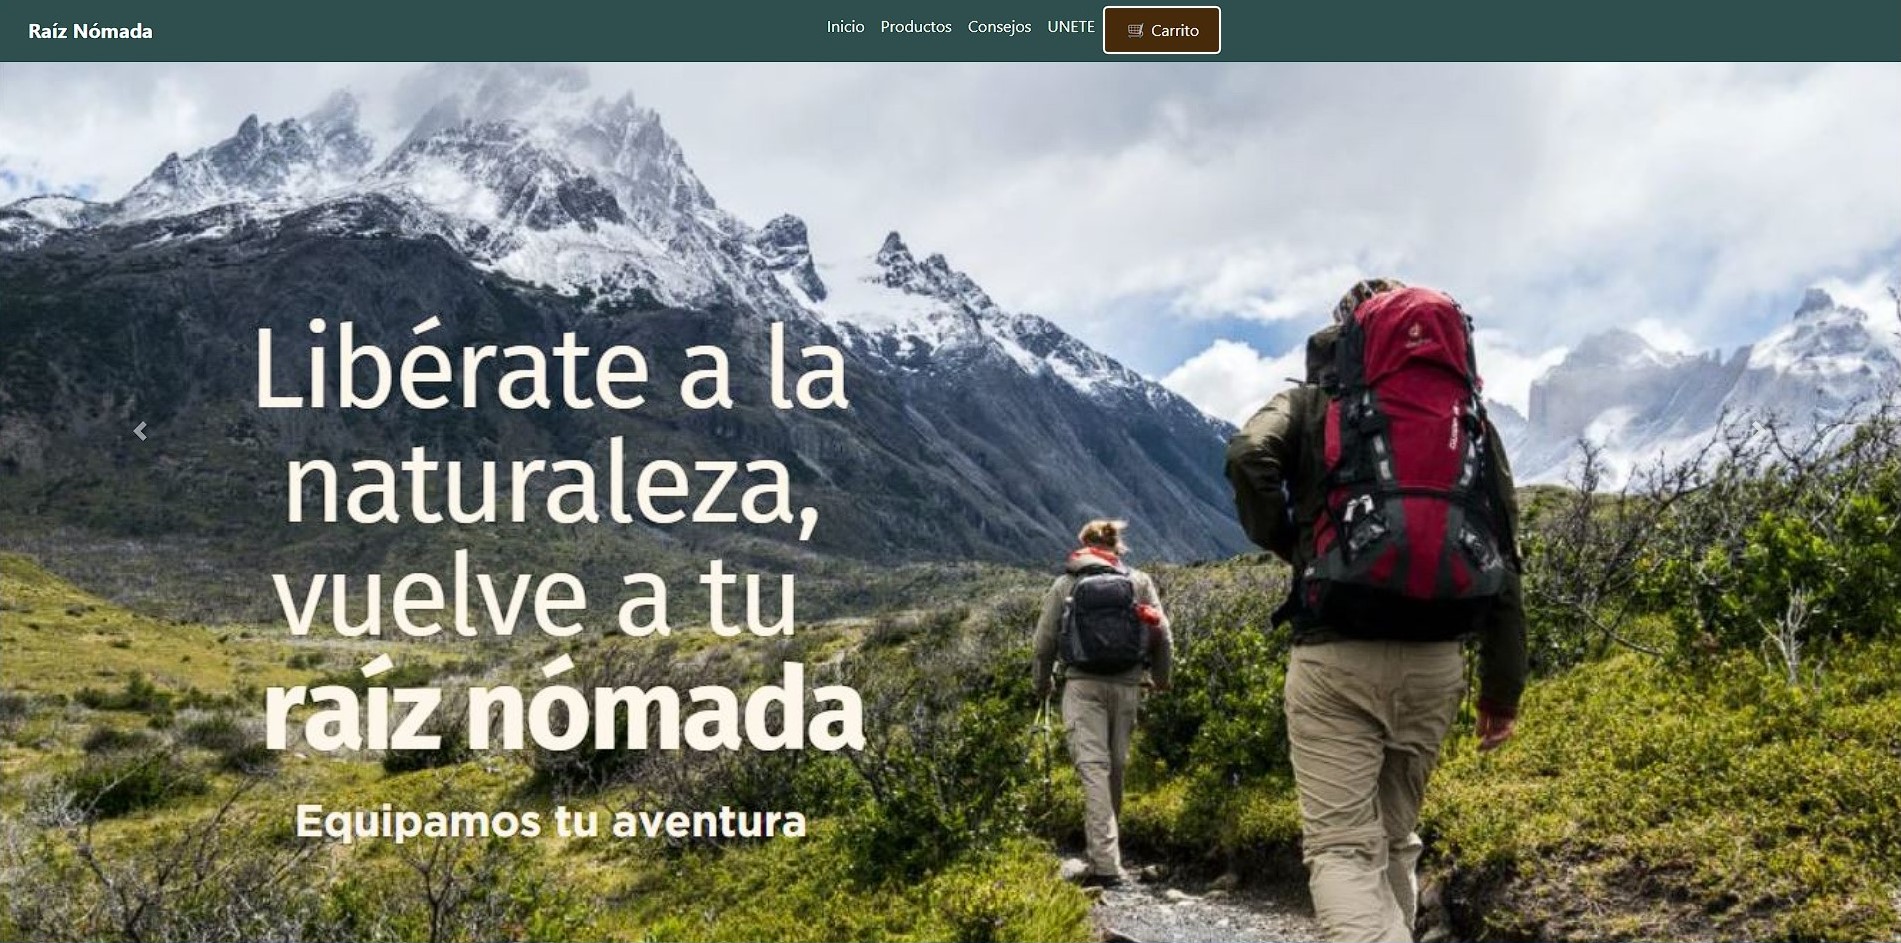 Raíz Nómada
Inicio Productos Consejos UNETE 🛒 Carrito
Libérate a la
naturaleza,
vuelve a tu
raíz nómada
Equipamos tu aventura